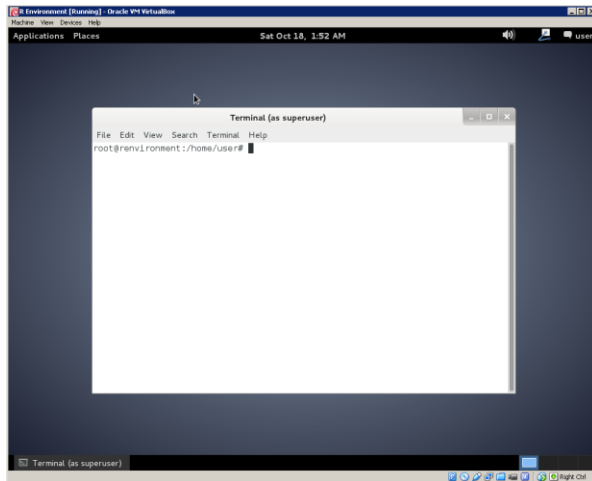 R Environment [Running] - Oracle VM VirtualBox
Machine View Devices Help
Applications Places Sat Oct 18, 1:52 AM user
Terminal (as superuser)
File Edit View Search Terminal Help
root@renvironment:/home/user#
Terminal (as superuser)
Right Ctrl